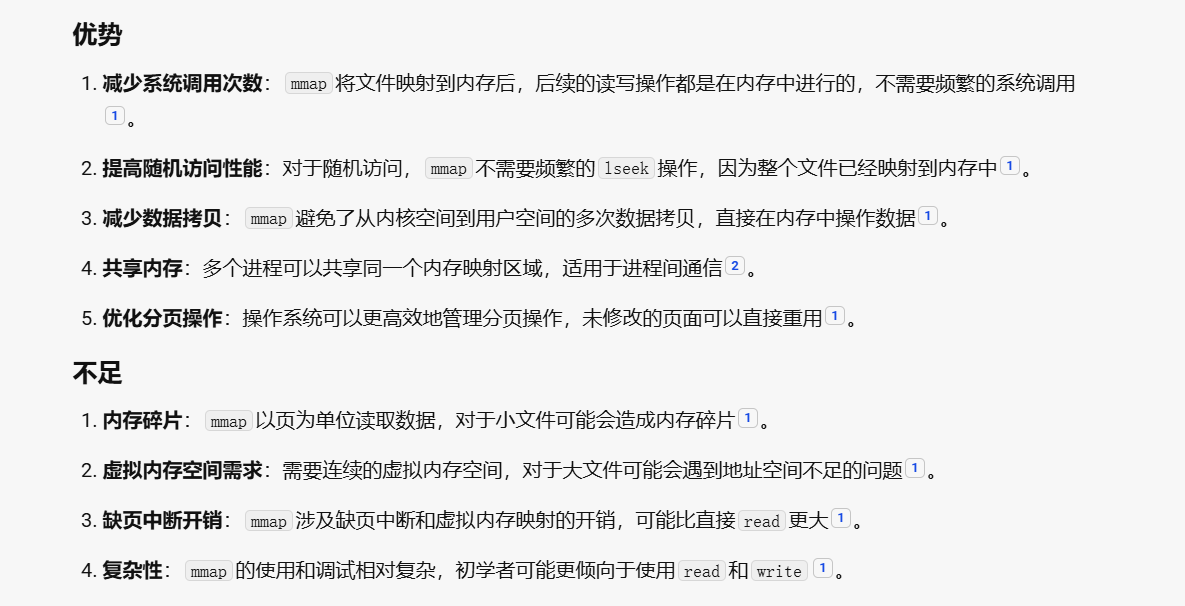 优势
1. 减少系统调用次数： mmap 将文件映射到内存后，后续的读写操作都是在内存中进行的，不需要频繁的系统调用
1 。
2. 提高随机访问性能：对于随机访问， mmap 不需要频繁的 lseek 操作，因为整个文件已经映射到内存中 1 。
3. 减少数据拷贝： mmap 避免了从内核空间到用户空间的多次数据拷贝，直接在内存中操作数据 1 。
4. 共享内存：多个进程可以共享同一个内存映射区域，适用于进程间通信 2 。
5. 优化分页操作：操作系统可以更高效地管理分页操作，未修改的页面可以直接重用 1 。
不足
1. 内存碎片： mmap 以页为单位读取数据，对于小文件可能会造成内存碎片 1 。
2. 虚拟内存空间需求：需要连续的虚拟内存空间，对于大文件可能会遇到地址空间不足的问题 1 。
3. 缺页中断开销： mmap 涉及缺页中断和虚拟内存映射的开销，可能比直接 read 更大 1 。
4. 复杂性： mmap 的使用和调试相对复杂，初学者可能更倾向于使用 read 和 write 1 。